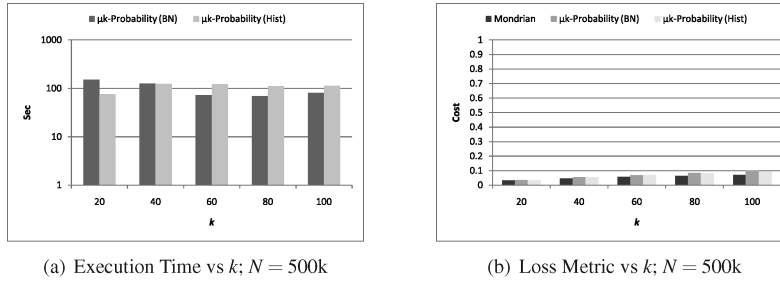 μk-Probability (BN) μk-Probability (Hist)
1000
100
10
1
Sec
20 40 60 80 100
k
(a) Execution Time vs k; N = 500k
Mondrian μk-Probability (BN) μk-Probability (Hist)
1
0.9
0.8
0.7
0.6
0.5
0.4
0.3
0.2
0.1
0
Cost
20 40 60 80 100
k
(b) Loss Metric vs k; N = 500k